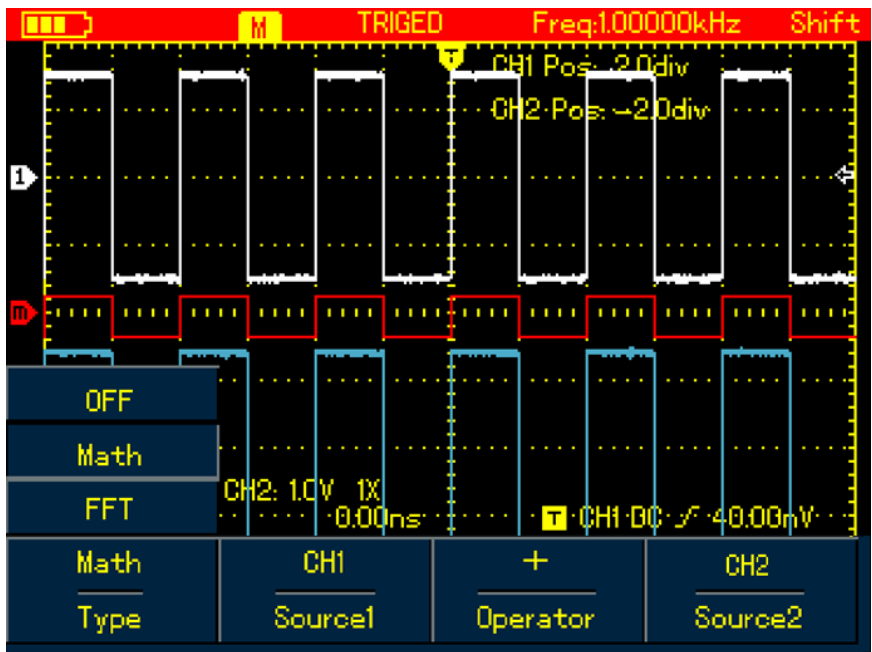 M TRIGED Freq:1.00000kHz Shift
T
CH1 Pos: 2.0div
CH2 Pos: -2.0div
1
m
OFF
Math
FFT
CH2: 1.0V 1X
0.00ns T CH1 DC 40.00mV
Math CH1 + CH2
Type Source1 Operator Source2